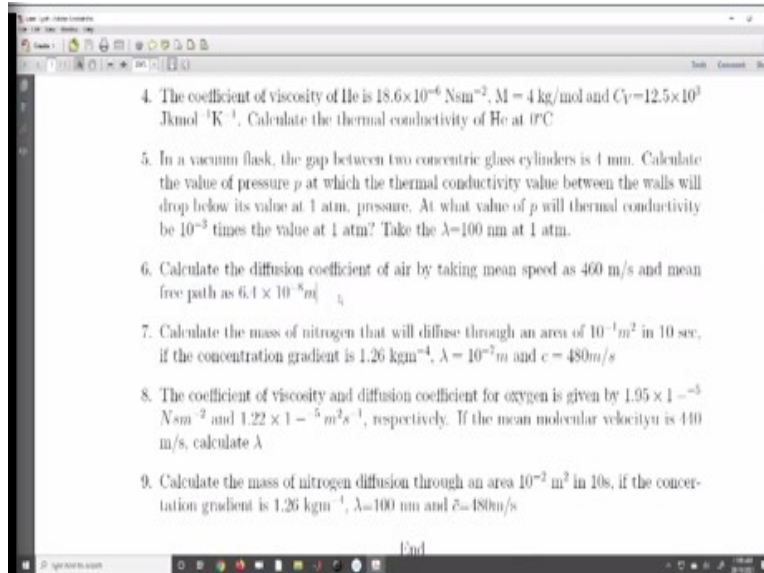 4. The coefficient of viscosity of He is 18.6×10⁻⁶ Nsm⁻², M = 4 kg/mol and C_V=12.5×10³
Jkmol⁻¹K⁻¹. Calculate the thermal conductivity of He at 0°C
5. In a vacuum flask, the gap between two concentric glass cylinders is 4 mm. Calculate
the value of pressure p at which the thermal conductivity value between the walls will
drop below its value at 1 atm. pressure. At what value of p will thermal conductivity
be 10⁻³ times the value at 1 atm? Take the λ=100 nm at 1 atm.
6. Calculate the diffusion coefficient of air by taking mean speed as 460 m/s and mean
free path as 6.4 × 10⁻⁸m
7. Calculate the mass of nitrogen that will diffuse through an area of 10⁻¹m² in 10 sec,
if the concentration gradient is 1.26 kgm⁻⁴, λ = 10⁻⁷m and c = 480m/s
8. The coefficient of viscosity and diffusion coefficient for oxygen is given by 1.95 × 1 −⁻⁵
Nsm⁻² and 1.22 × 1 −⁵ m²s⁻¹, respectively. If the mean molecular velocityu is 440
m/s, calculate λ
9. Calculate the mass of nitrogen diffusion through an area 10⁻² m² in 10s, if the concer-
tation gradient is 1.26 kgm⁻⁴, λ=100 nm and c̄=480m/s
End